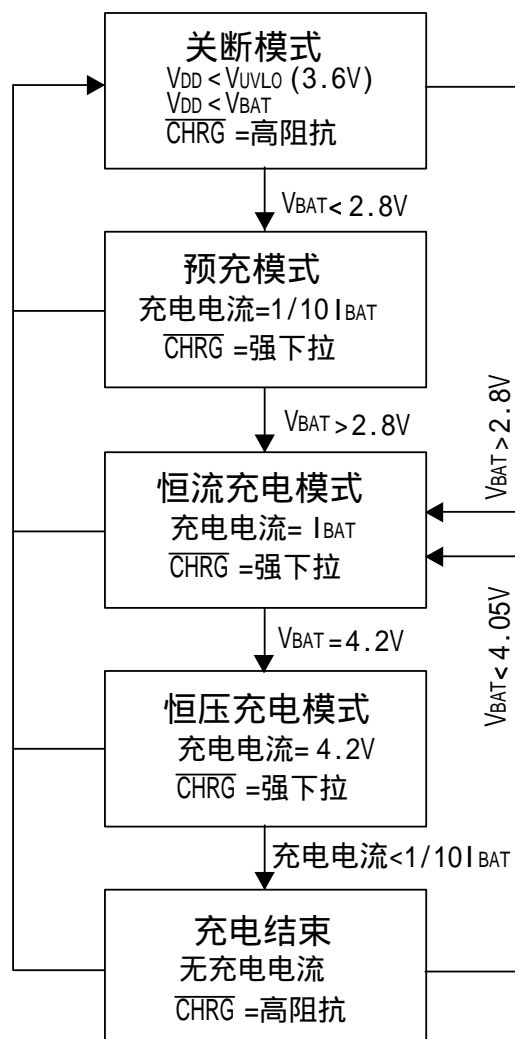 关断模式
VDD < VUVLO (3.6V)
VDD < VBAT
CHRG =高阻抗
VBAT < 2.8V
预充模式
充电电流=1/10 IBAT
CHRG =强下拉
VBAT > 2.8V
恒流充电模式
充电电流= IBAT
CHRG =强下拉
VBAT > 2.8V
VBAT < 4.05V
VBAT = 4.2V
恒压充电模式
充电电流= 4.2V
CHRG =强下拉
充电电流<1/10IBAT
充电结束
无充电电流
CHRG =高阻抗